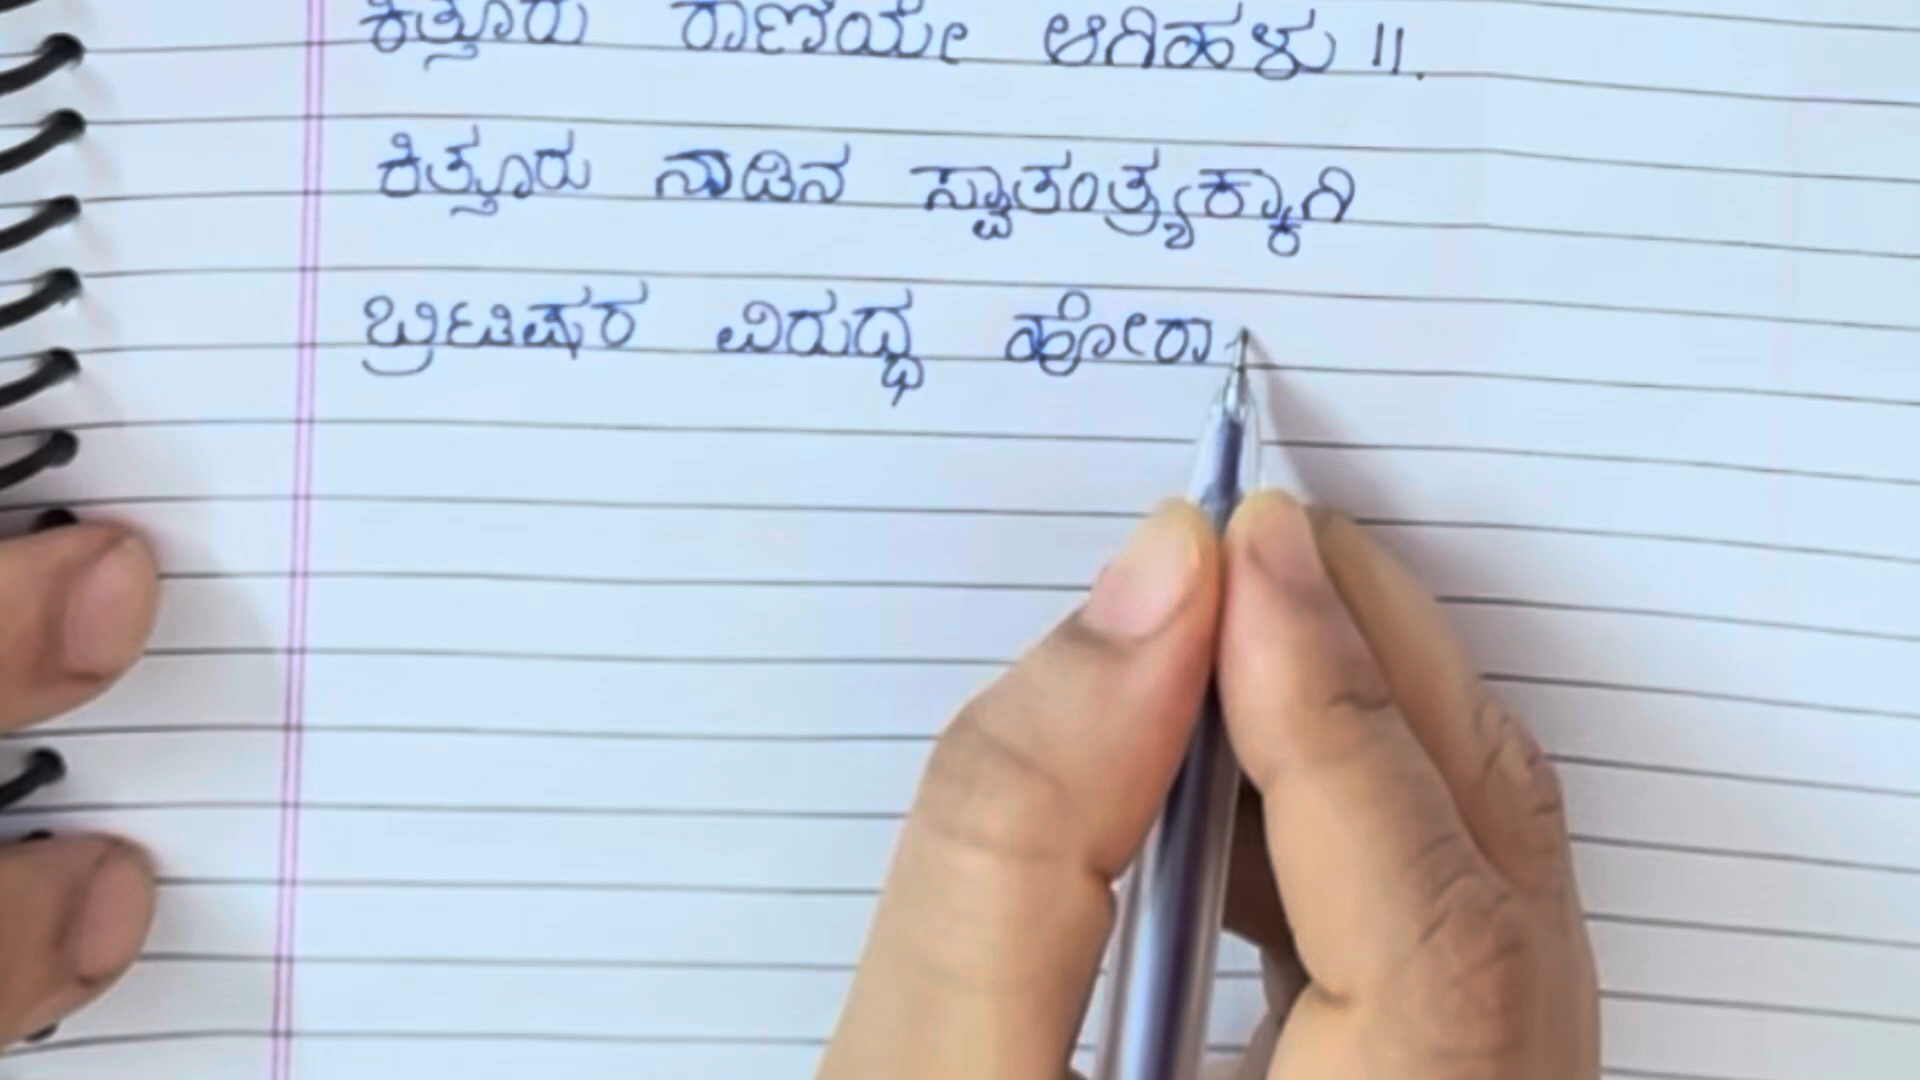 ಕಿತ್ತೂರು ರಾಣಿಯೇ ಆಗಿಹಳು ॥.
ಕಿತ್ತೂರು ನಾಡಿನ ಸ್ವಾತಂತ್ರ್ಯಕ್ಕಾಗಿ
ಬ್ರಿಟಿಷರ ವಿರುದ್ಧ ಹೋರಾ